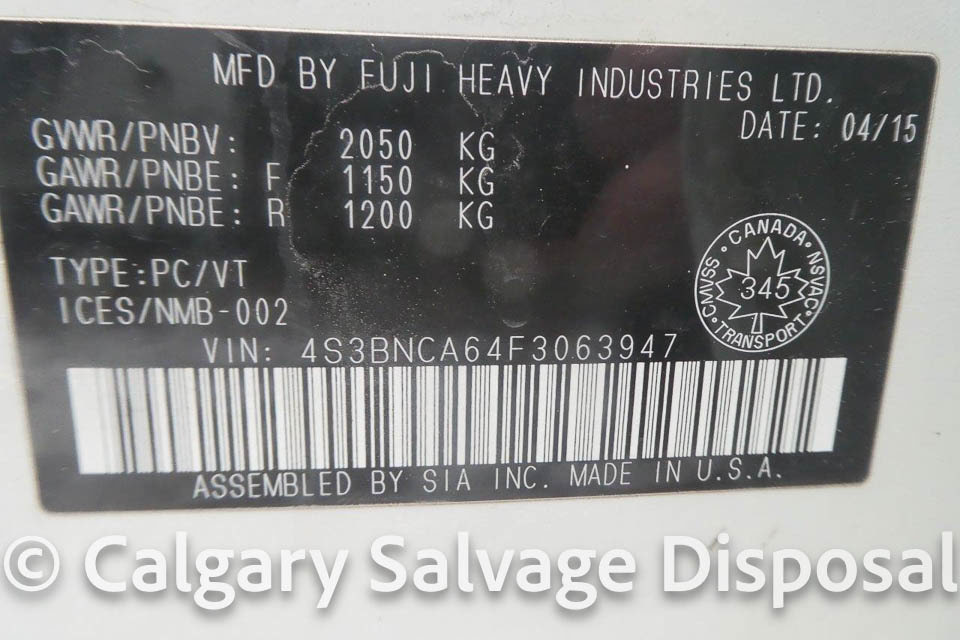 MFD BY FUJI HEAVY INDUSTRIES LTD.
DATE: 04/15
GVWR/PNBV: 2050 KG
GAWR/PNBE: F 1150 KG
GAWR/PNBE: R 1200 KG
TYPE:PC/VT
ICES/NMB-002
CANADA
CMVSS 345 NSVAC
TRANSPORT
VIN: 4S3BNCA64F3063947
ASSEMBLED BY SIA INC. MADE IN U.S.A.
© Calgary Salvage Disposal